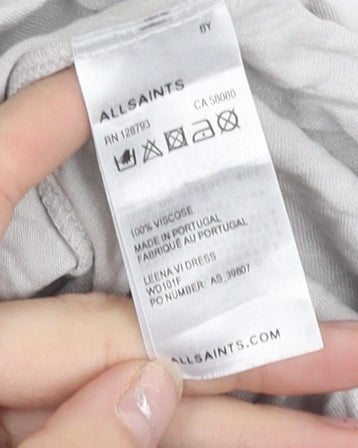 BY
ALLSAINTS
RN 128793 CA 58080
100% VISCOSE
MADE IN PORTUGAL
FABRIQUÉ AU PORTUGAL
LEENA VI DRESS
WD101F
PO NUMBER: AS_39807
ALLSAINTS.COM